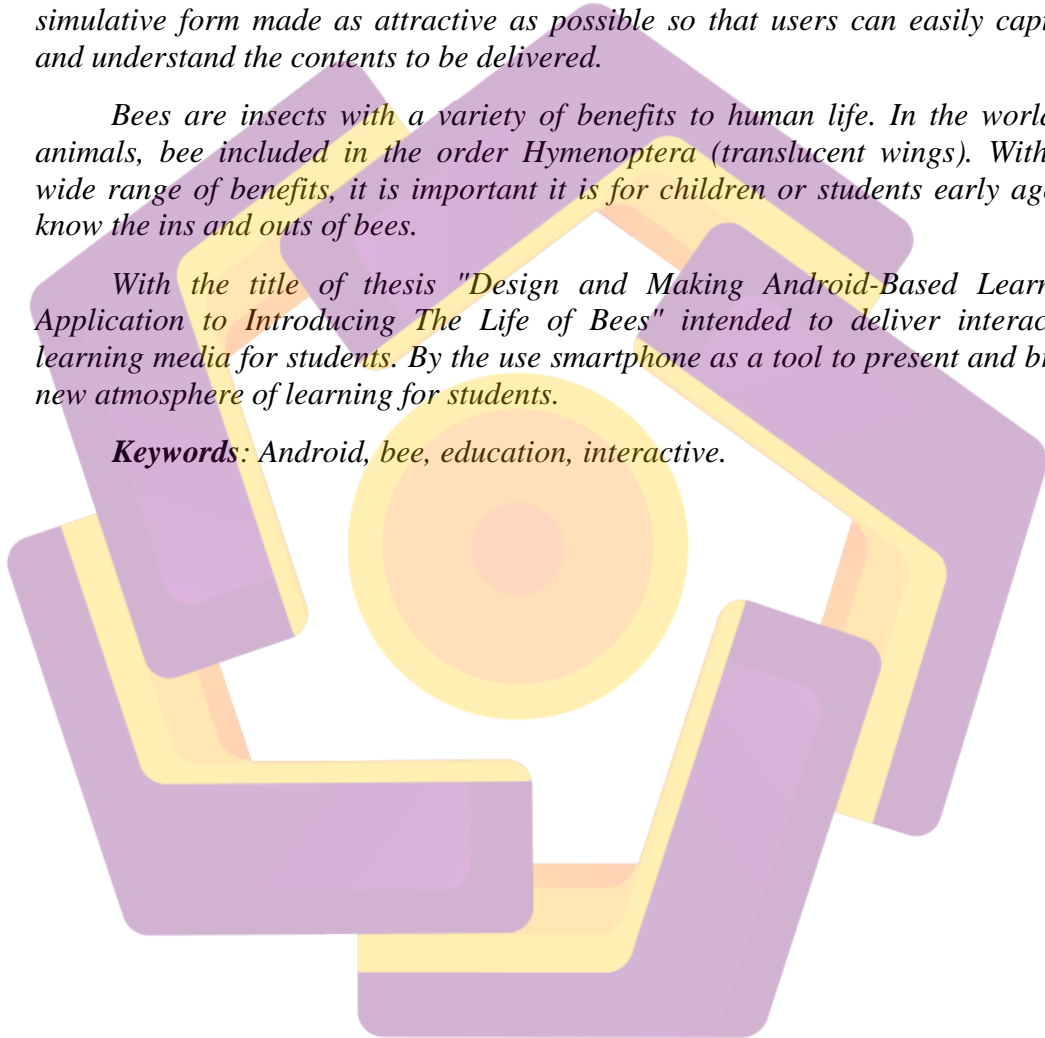 simulative form made as attractive as possible so that users can easily
and understand the contents to be delivered.
Bees are insects with a variety of benefits to human life. In the world
animals, bee included in the order Hymenoptera (translucent wings). With
wide range of benefits, it is important it is for children or students early
know the ins and outs of bees.
With the title of thesis "Design and Making Android-Based
Application to Introducing The Life of Bees" intended to deliver
learning media for students. By the use smartphone as a tool to present and
new atmosphere of learning for students.
Keywords: Android, bee, education, interactive.